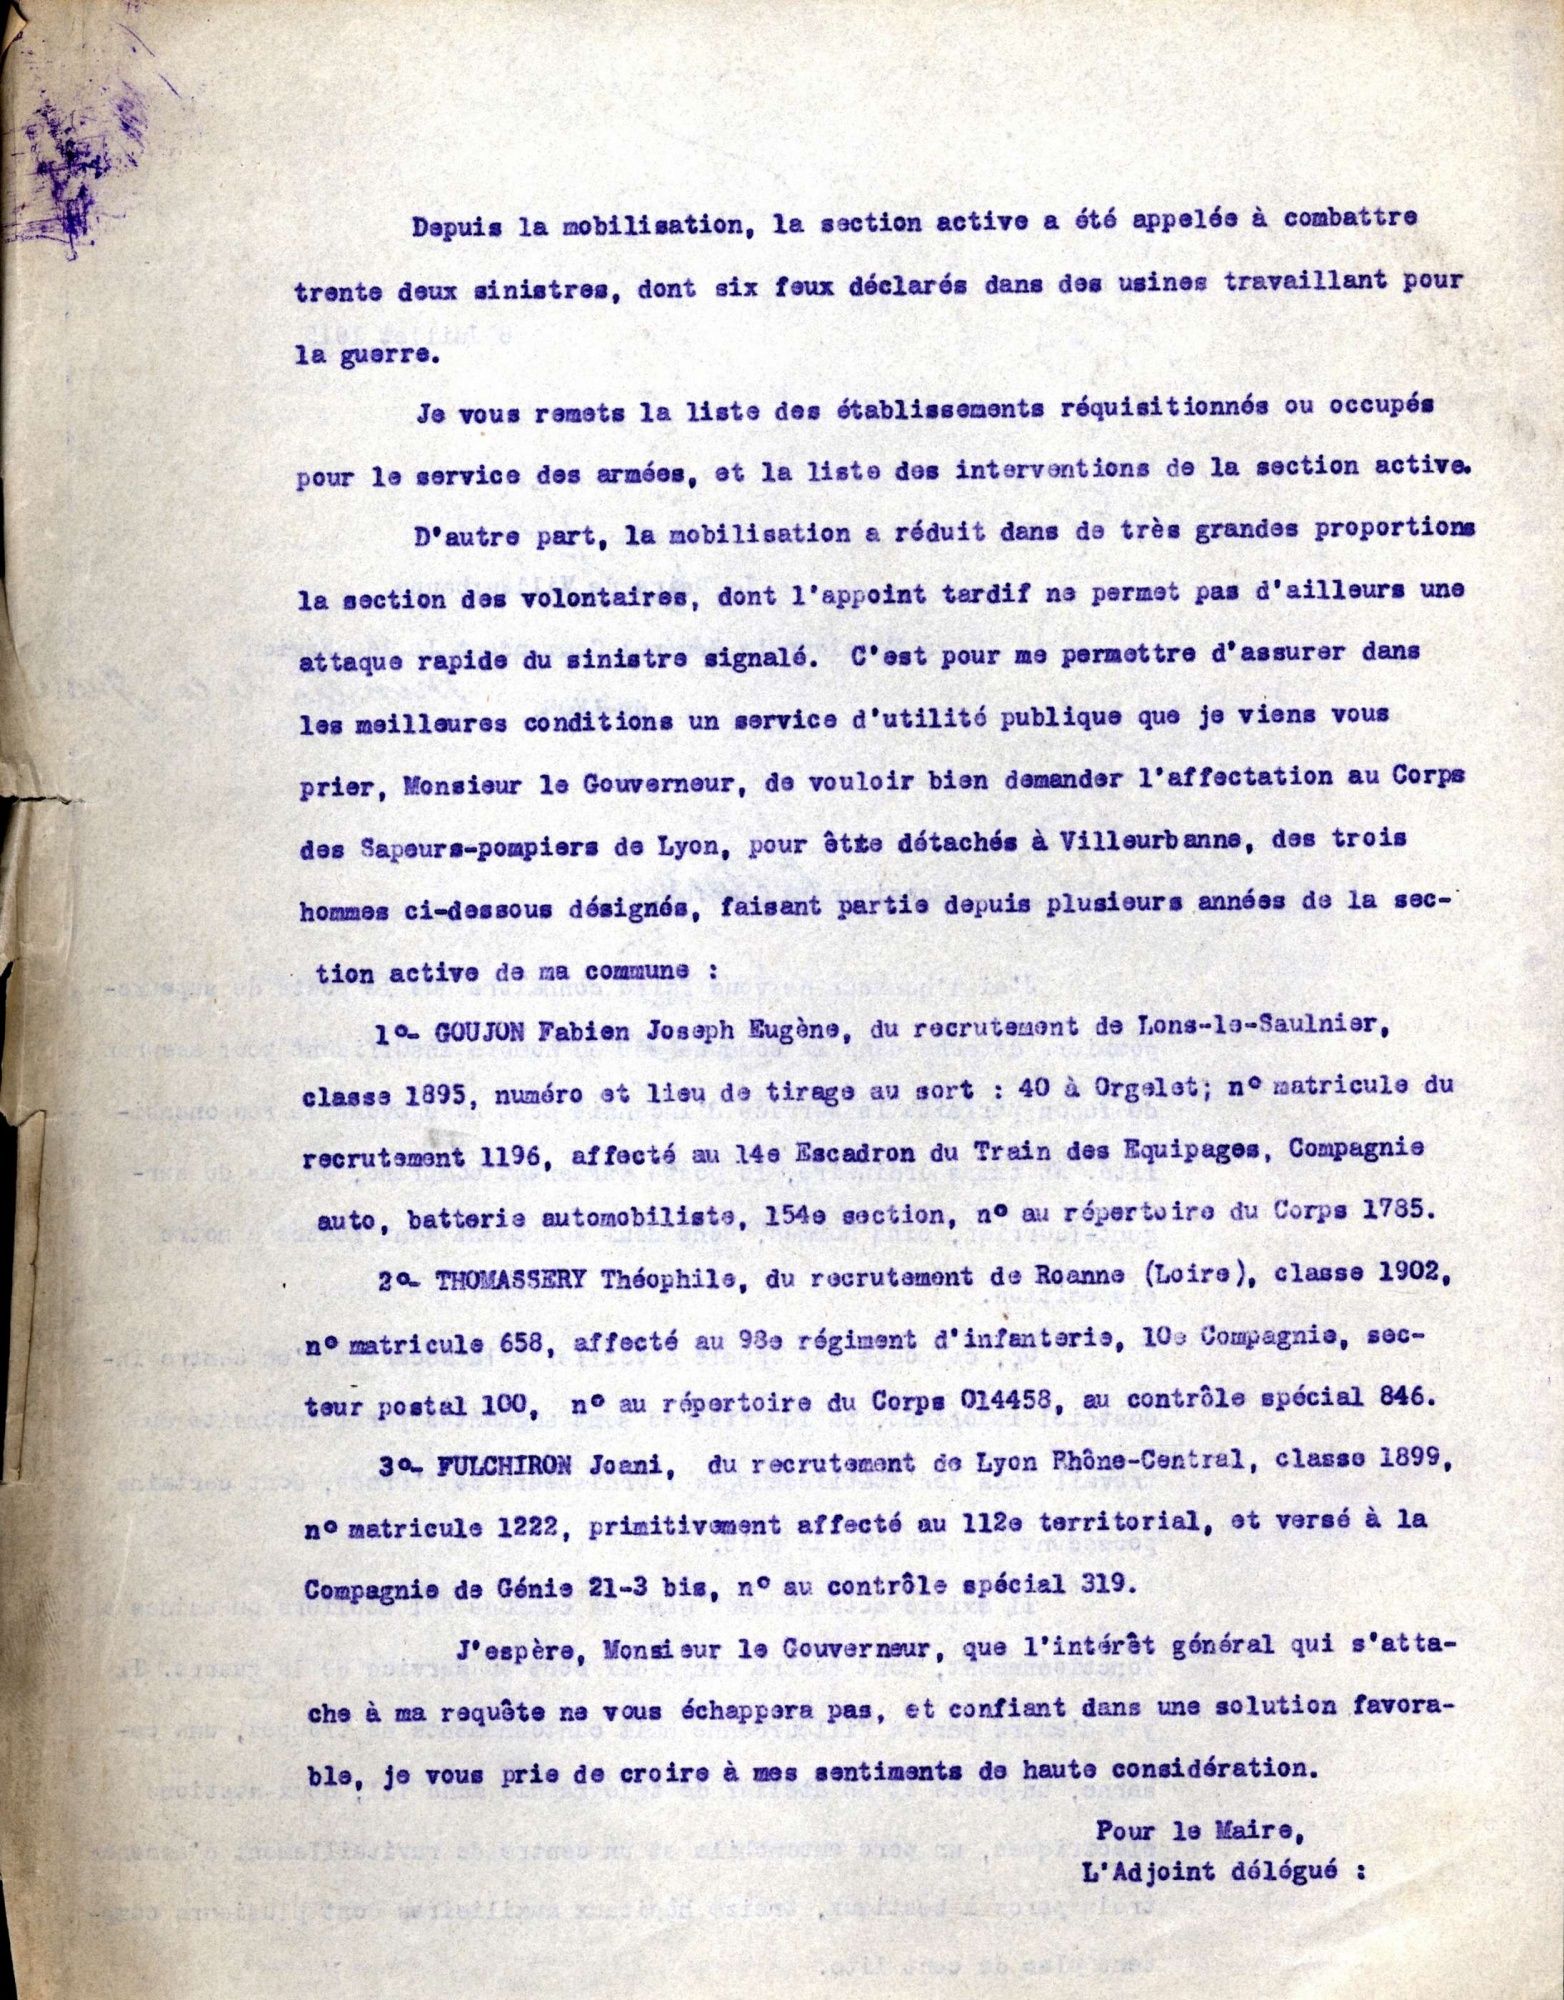 Depuis la mobilisation, la section active a été appelée à combattre
trente deux sinistres, dont six feux déclarés dans des usines travaillant pour
la guerre.
Je vous remets la liste des établissements réquisitionnés ou occupés
pour le service des armées, et la liste des interventions de la section active.
D'autre part, la mobilisation a réduit dans de très grandes proportions
la section des volontaires, dont l'appoint tardif ne permet pas d'ailleurs une
attaque rapide du sinistre signalé. C'est pour me permettre d'assurer dans
les meilleures conditions un service d'utilité publique que je viens vous
prier, Monsieur le Gouverneur, de vouloir bien demander l'affectation au Corps
des Sapeurs-pompiers de Lyon, pour êtte détachés à Villeurbanne, des trois
hommes ci-dessous désignés, faisant partie depuis plusieurs années de la sec-
tion active de ma commune :
1o- GOUJON Fabien Joseph Eugène, du recrutement de Lons-le-Saulnier,
classe 1895, numéro et lieu de tirage au sort : 40 à Orgelet; no matricule du
recrutement 1196, affecté au 14e Escadron du Train des Equipages, Compagnie
auto, batterie automobiliste, 154e section, no au répertoire du Corps 1785.
2o- THOMASSERY Théophile, du recrutement de Roanne (Loire), classe 1902,
no matricule 658, affecté au 98e régiment d'infanterie, 10e Compagnie, sec-
teur postal 100, no au répertoire du Corps 014458, au contrôle spécial 846.
3o- FULCHIRON Joani, du recrutement de Lyon Rhône-Central, classe 1899,
no matricule 1222, primitivement affecté au 112e territorial, et versé à la
Compagnie de Génie 21-3 bis, no au contrôle spécial 319.
J'espère, Monsieur le Gouverneur, que l'intérêt général qui s'atta-
che à ma requête ne vous échappera pas, et confiant dans une solution favora-
ble, je vous prie de croire à mes sentiments de haute considération.
Pour le Maire,
L'Adjoint délégué :